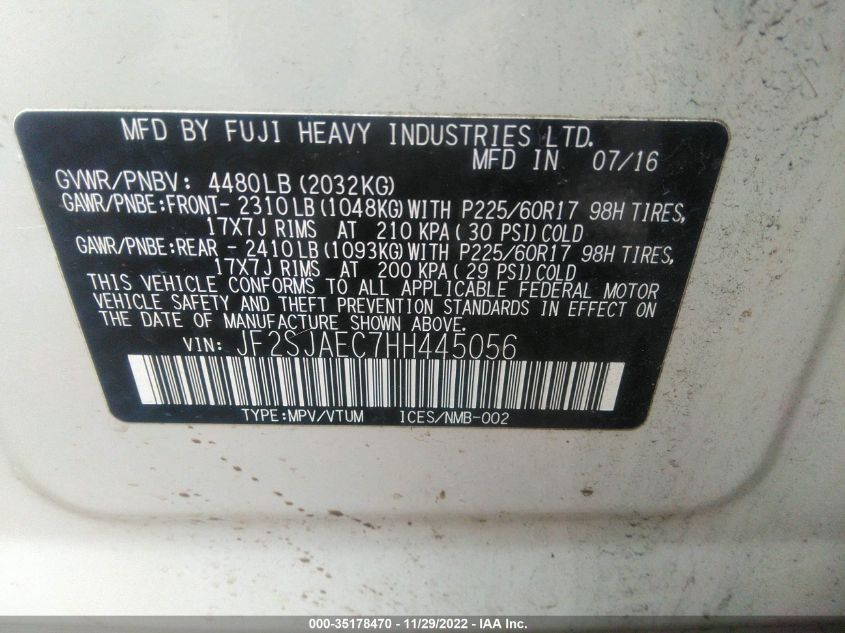 MFD BY FUJI HEAVY INDUSTRIES LTD.
MFD IN 07/16
GVWR/PNBV: 4480LB(2032KG)
GAWR/PNBE:FRONT- 2310LB(1048KG)WITH P225/60R17 98H TIRES,
17X7J RIMS AT 210 KPA(30 PSI)COLD
GAWR/PNBE:REAR - 2410LB(1093KG)WITH P225/60R17 98H TIRES,
17X7J RIMS AT 200 KPA(29 PSI)COLD
THIS VEHICLE CONFORMS TO ALL APPLICABLE FEDERAL MOTOR
VEHICLE SAFETY AND THEFT PREVENTION STANDARDS IN EFFECT ON
THE DATE OF MANUFACTURE SHOWN ABOVE.
VIN: JF2SJAEC7HH445056
TYPE:MPV/VTUM ICES/NMB-002
000-35178470 - 11/29/2022 - IAA Inc.